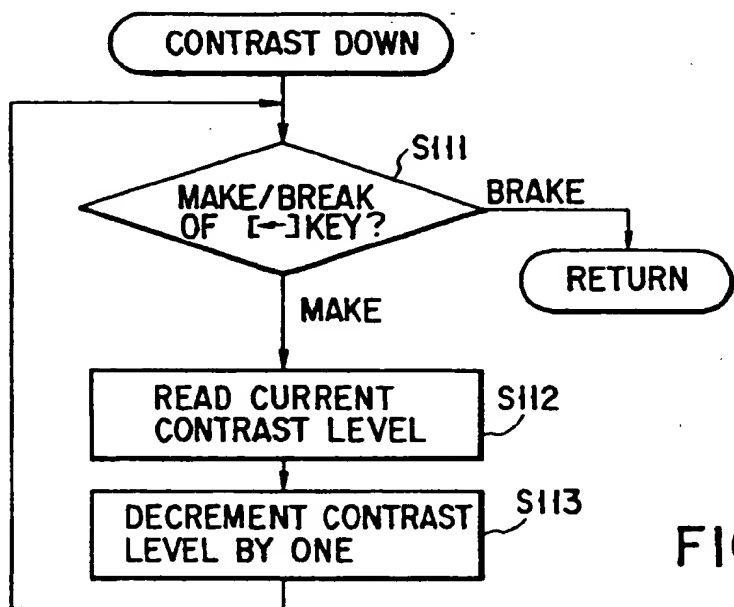 CONTRAST DOWN
S111
MAKE/BREAK
OF [←] KEY?
BRAKE
RETURN
MAKE
READ CURRENT
CONTRAST LEVEL
S112
DECREMENT CONTRAST
LEVEL BY ONE
S113